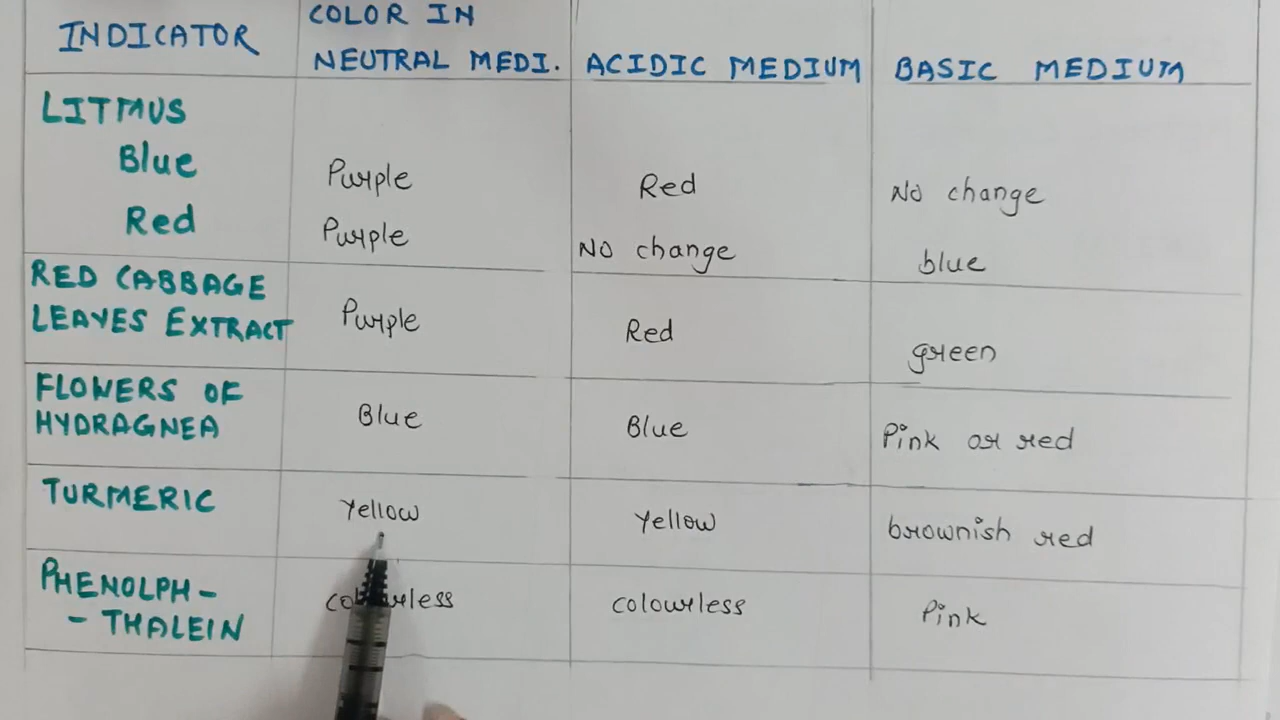 INDICATOR
COLOR IN
NEUTRAL MEDI.
ACIDIC MEDIUM
BASIC MEDIUM
LITMUS
Blue
Purple
Red
No change
Red
Purple
No change
blue
RED CABBAGE
LEAVES EXTRACT
Purple
Red
green
FLOWERS OF
HYDRAGNEA
Blue
Blue
Pink or red
TURMERIC
Yellow
Yellow
brownish red
PHENOLPH-
- THALEIN
colourless
colourless
Pink